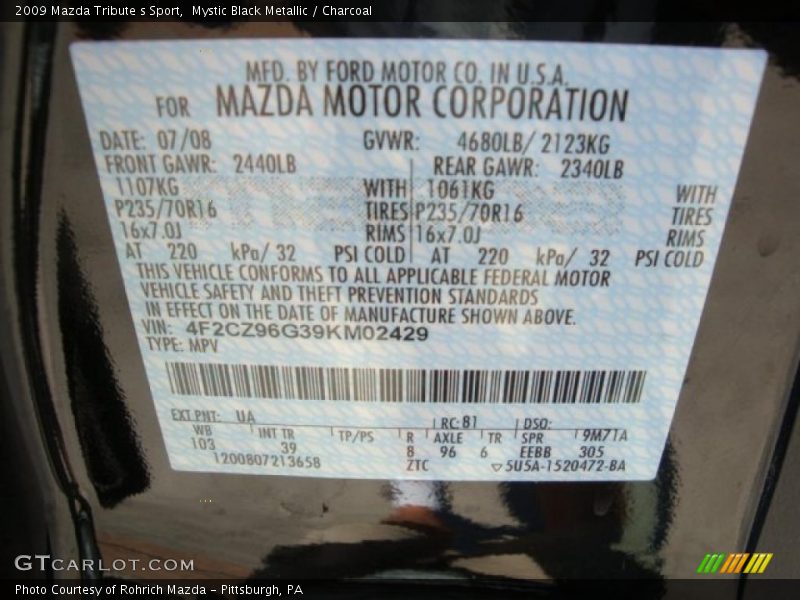 2009 Mazda Tribute s Sport, Mystic Black Metallic / Charcoal
MFD. BY FORD MOTOR CO. IN U.S.A.
FOR MAZDA MOTOR CORPORATION
DATE: 07/08 GVWR: 4680LB/ 2123KG
FRONT GAWR: 2440LB REAR GAWR: 2340LB
1107KG WITH 1061KG WITH
P235/70R16 TIRES P235/70R16 TIRES
16x7.0J RIMS 16x7.0J RIMS
AT 220 kPa/ 32 PSI COLD AT 220 kPa/ 32 PSI COLD
THIS VEHICLE CONFORMS TO ALL APPLICABLE FEDERAL MOTOR
VEHICLE SAFETY AND THEFT PREVENTION STANDARDS
IN EFFECT ON THE DATE OF MANUFACTURE SHOWN ABOVE.
VIN: 4F2CZ96G39KM02429
TYPE: MPV
EXT PNT: UA RC: 81 DSO:
WB INT TR TP/PS R AXLE TR SPR 9M71A
103 39 8 96 6 EEBB 305
1200807213658 ZTC 5U5A-1520472-BA
GTCARLOT.COM
Photo Courtesy of Rohrich Mazda - Pittsburgh, PA